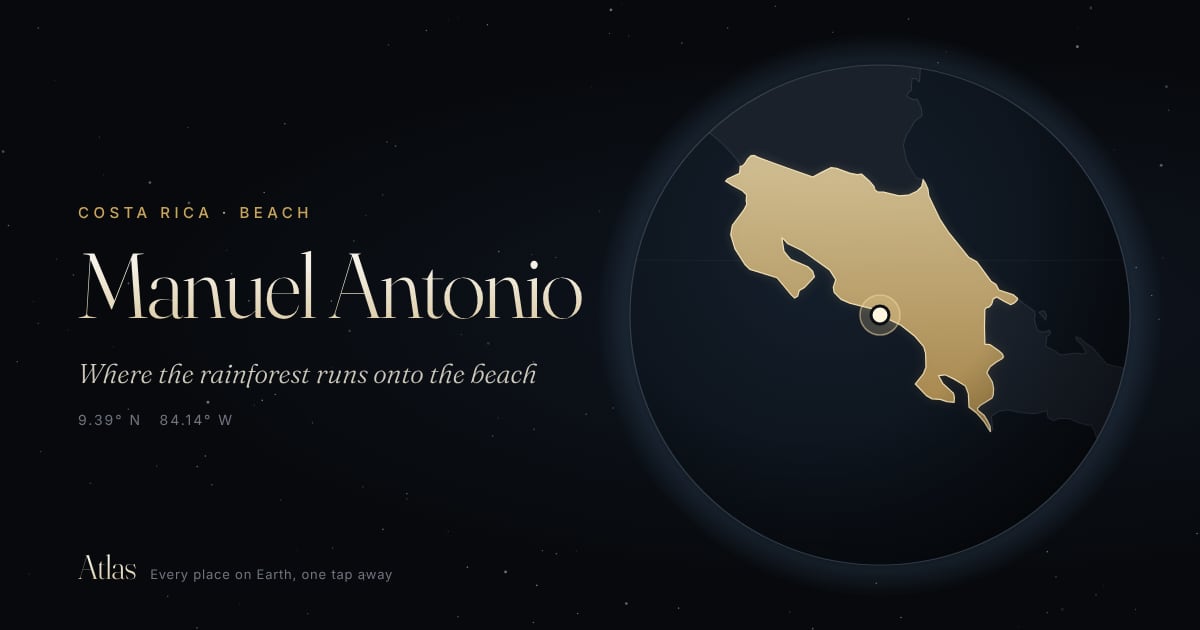 COSTA RICA · BEACH
Manuel Antonio
Where the rainforest runs onto the beach
9.39° N 84.14° W
Atlas Every place on Earth, one tap away